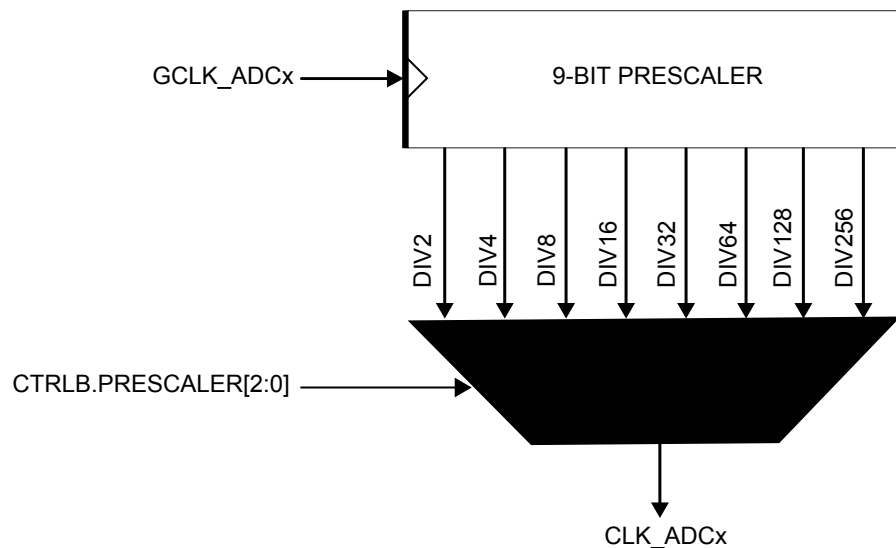 GCLK_ADCx
9-BIT PRESCALER
DIV2
DIV4
DIV8
DIV16
DIV32
DIV64
DIV128
DIV256
CTRLB.PRESCALER[2:0]
CLK_ADCx